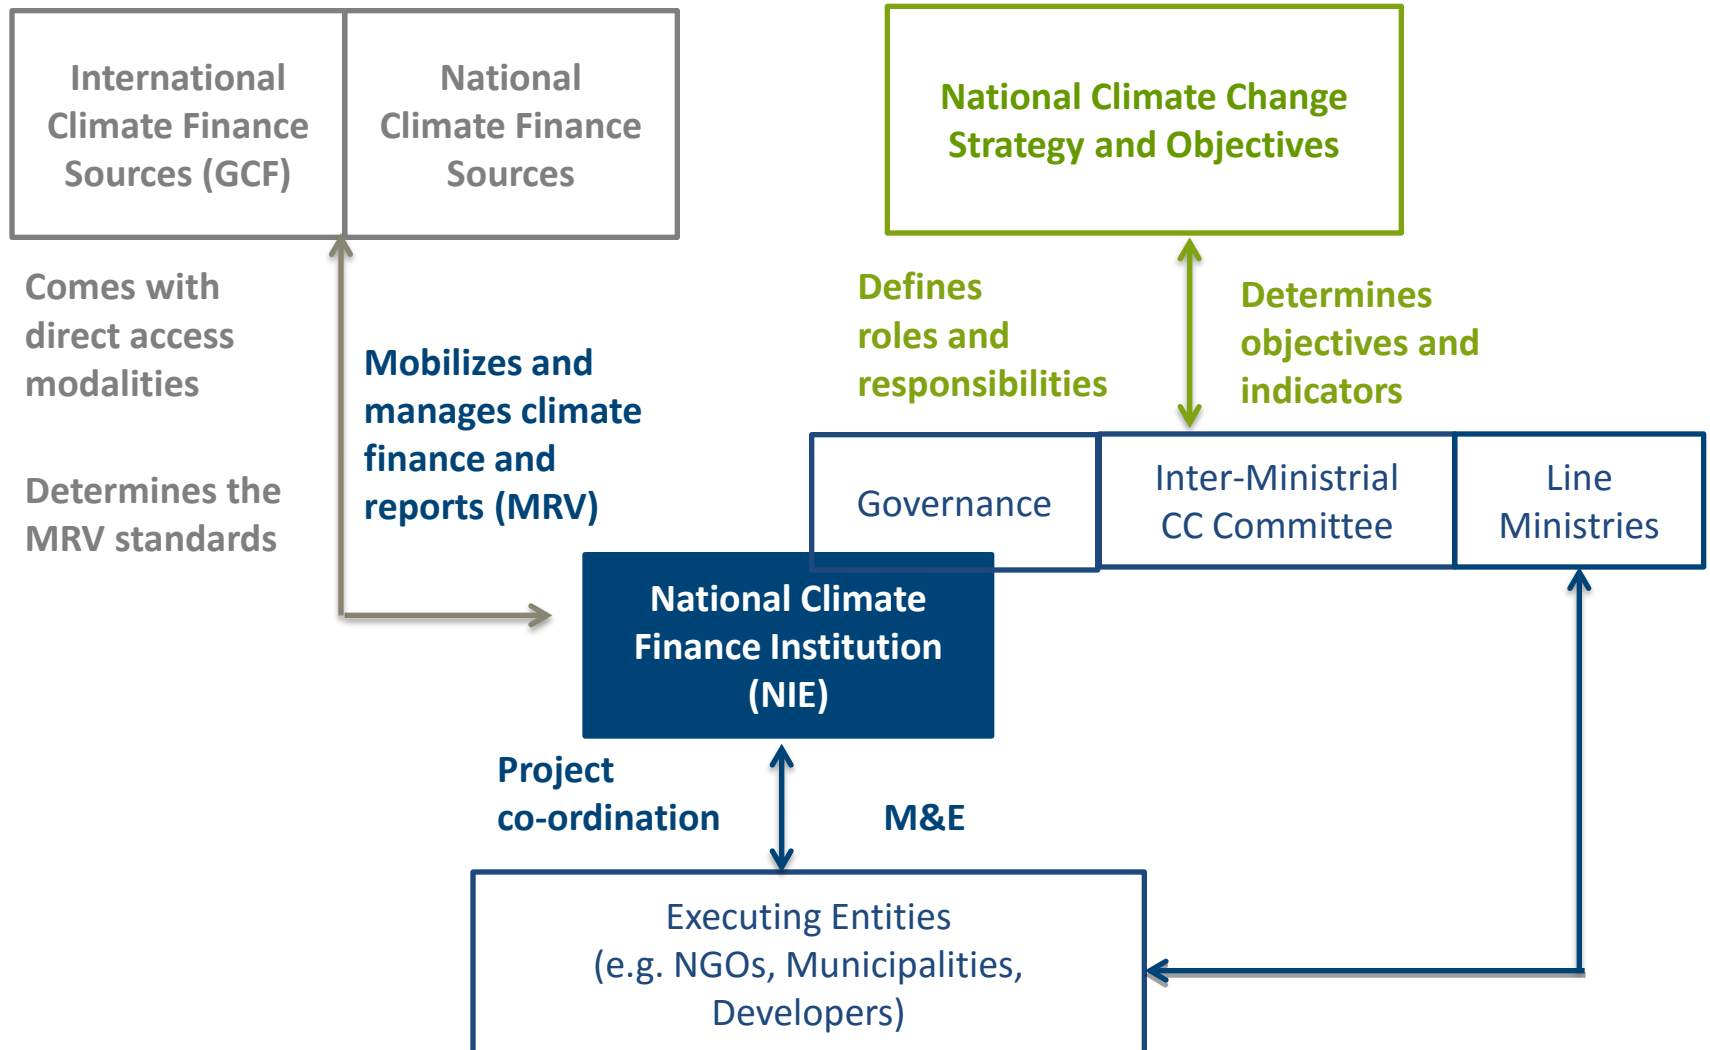 International
Climate Finance
Sources (GCF)
National
Climate Finance
Sources
National Climate Change
Strategy and Objectives
Comes with
direct access
modalities
Determines the
MRV standards
Mobilizes and
manages climate
finance and
reports (MRV)
Defines
roles and
responsibilities
Determines
objectives and
indicators
Governance
Inter-Ministrial
CC Committee
Line
Ministries
National Climate
Finance Institution
(NIE)
Project
co-ordination
M&E
Executing Entities
(e.g. NGOs, Municipalities,
Developers)